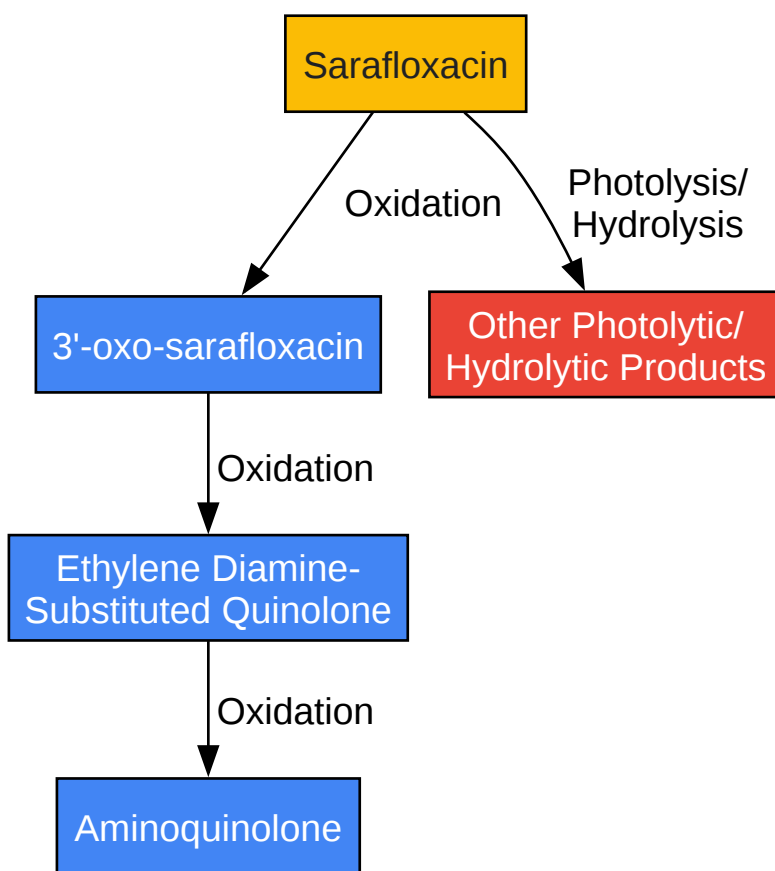 Sarafloxacin
Oxidation
Photolysis/
Hydrolysis
3'-oxo-sarafloxacin
Other Photolytic/
Hydrolytic Products
Oxidation
Ethylene Diamine-
Substituted Quinolone
Oxidation
Aminoquinolone